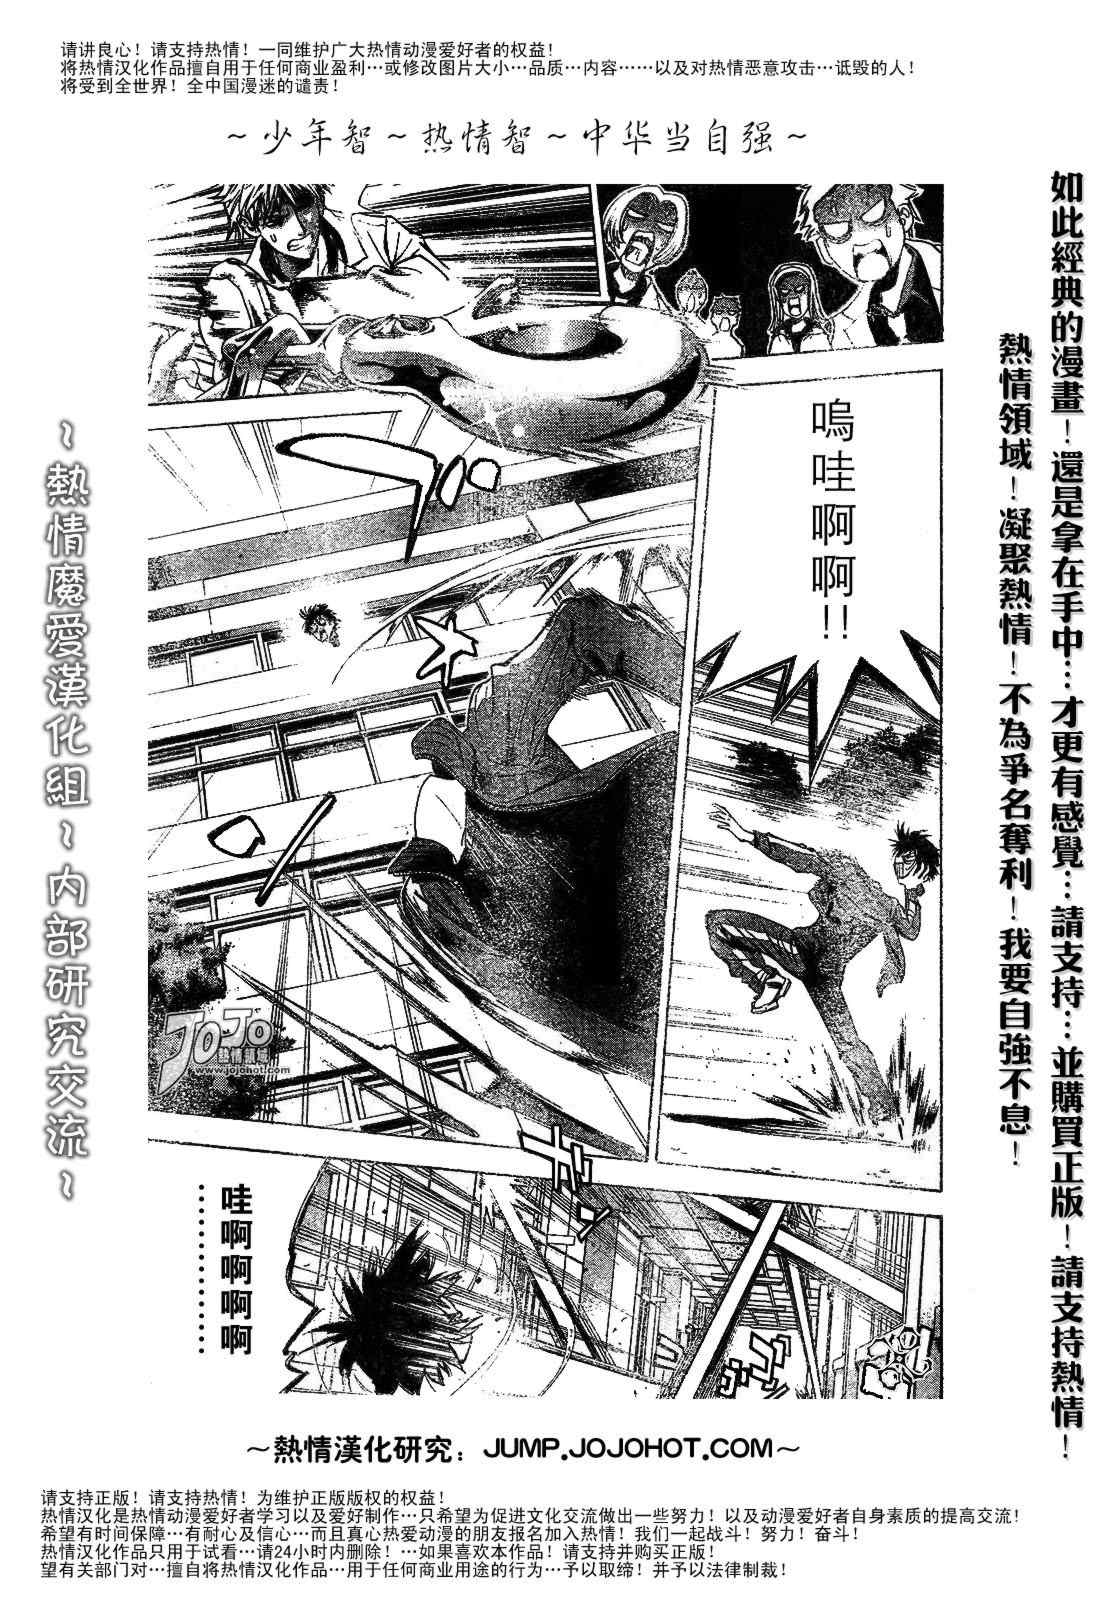 请讲良心！请支持热情！一同维护广大热情动漫爱好者的权益！
将热情汉化作品擅自用于任何商业盈利…或修改图片大小…品质…内容……以及对热情恶意攻击…诋毁的人！
将受到全世界！全中国漫迷的谴责！
～少年智～热情智～中华当自强～
如此經典的漫畫！還是拿在手中…才更有感覺…請支持…並購買正版！請支持熱情！
熱情領域！凝聚熱情！不為爭名奪利！我要自強不息！
～熱情魔愛漢化組～内部研究交流～
嗚哇啊啊!!
JOJO
熱情領域
www.jojohot.com
哇啊啊啊啊
…………
～熱情漢化研究：JUMP.JOJOHOT.COM～
请支持正版！请支持热情！为维护正版版权的权益！
热情汉化是热情动漫爱好者学习以及爱好制作…只希望为促进文化交流做出一些努力！以及动漫爱好者自身素质的提高交流！
希望有时间保障…有耐心及信心…而且真心热爱动漫的朋友报名加入热情！我们一起战斗！努力！奋斗！
热情汉化作品只用于试看…请24小时内删除！…如果喜欢本作品！请支持并购买正版！
望有关部门对…擅自将热情汉化作品…用于任何商业用途的行为…予以取缔！并予以法律制裁！